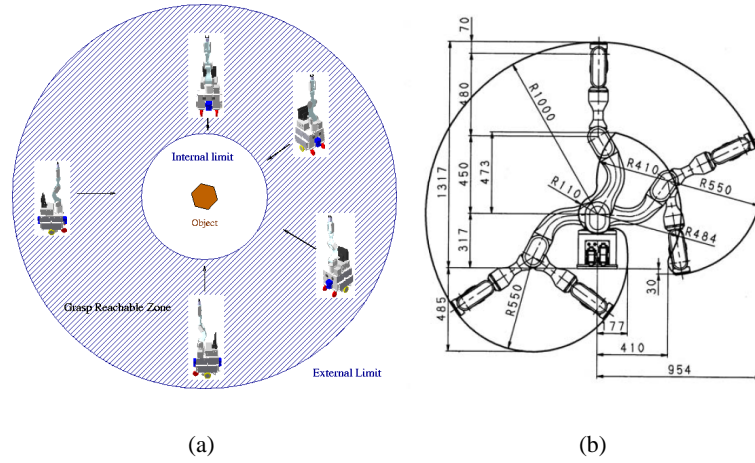 Internal limit
Object
Grasp Reachable Zone
External Limit
(a)
70
480
1317
450
473
317
485
30
R1000
R410
R550
R110
R484
R550
177
410
954
(b)